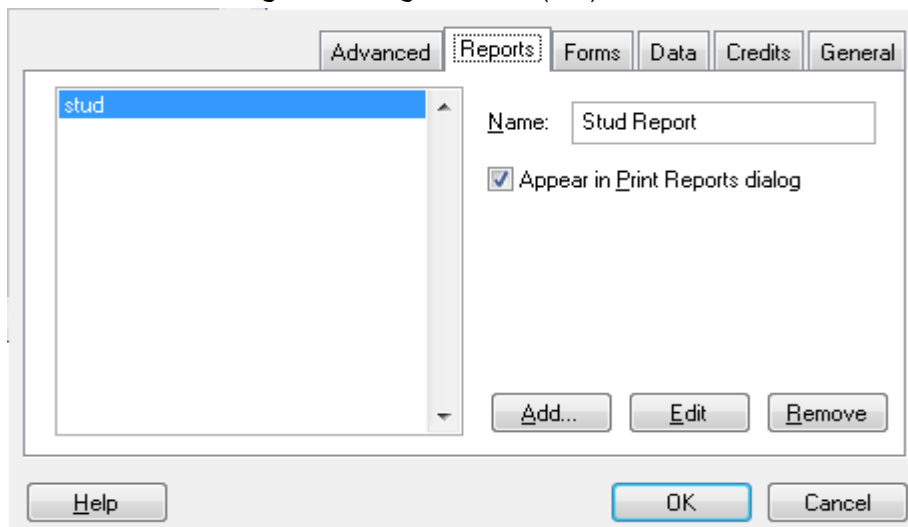 Advanced Reports Forms Data Credits General
stud
Name: Stud Report
Appear in Print Reports dialog
Add... Edit Remove
Help OK Cancel